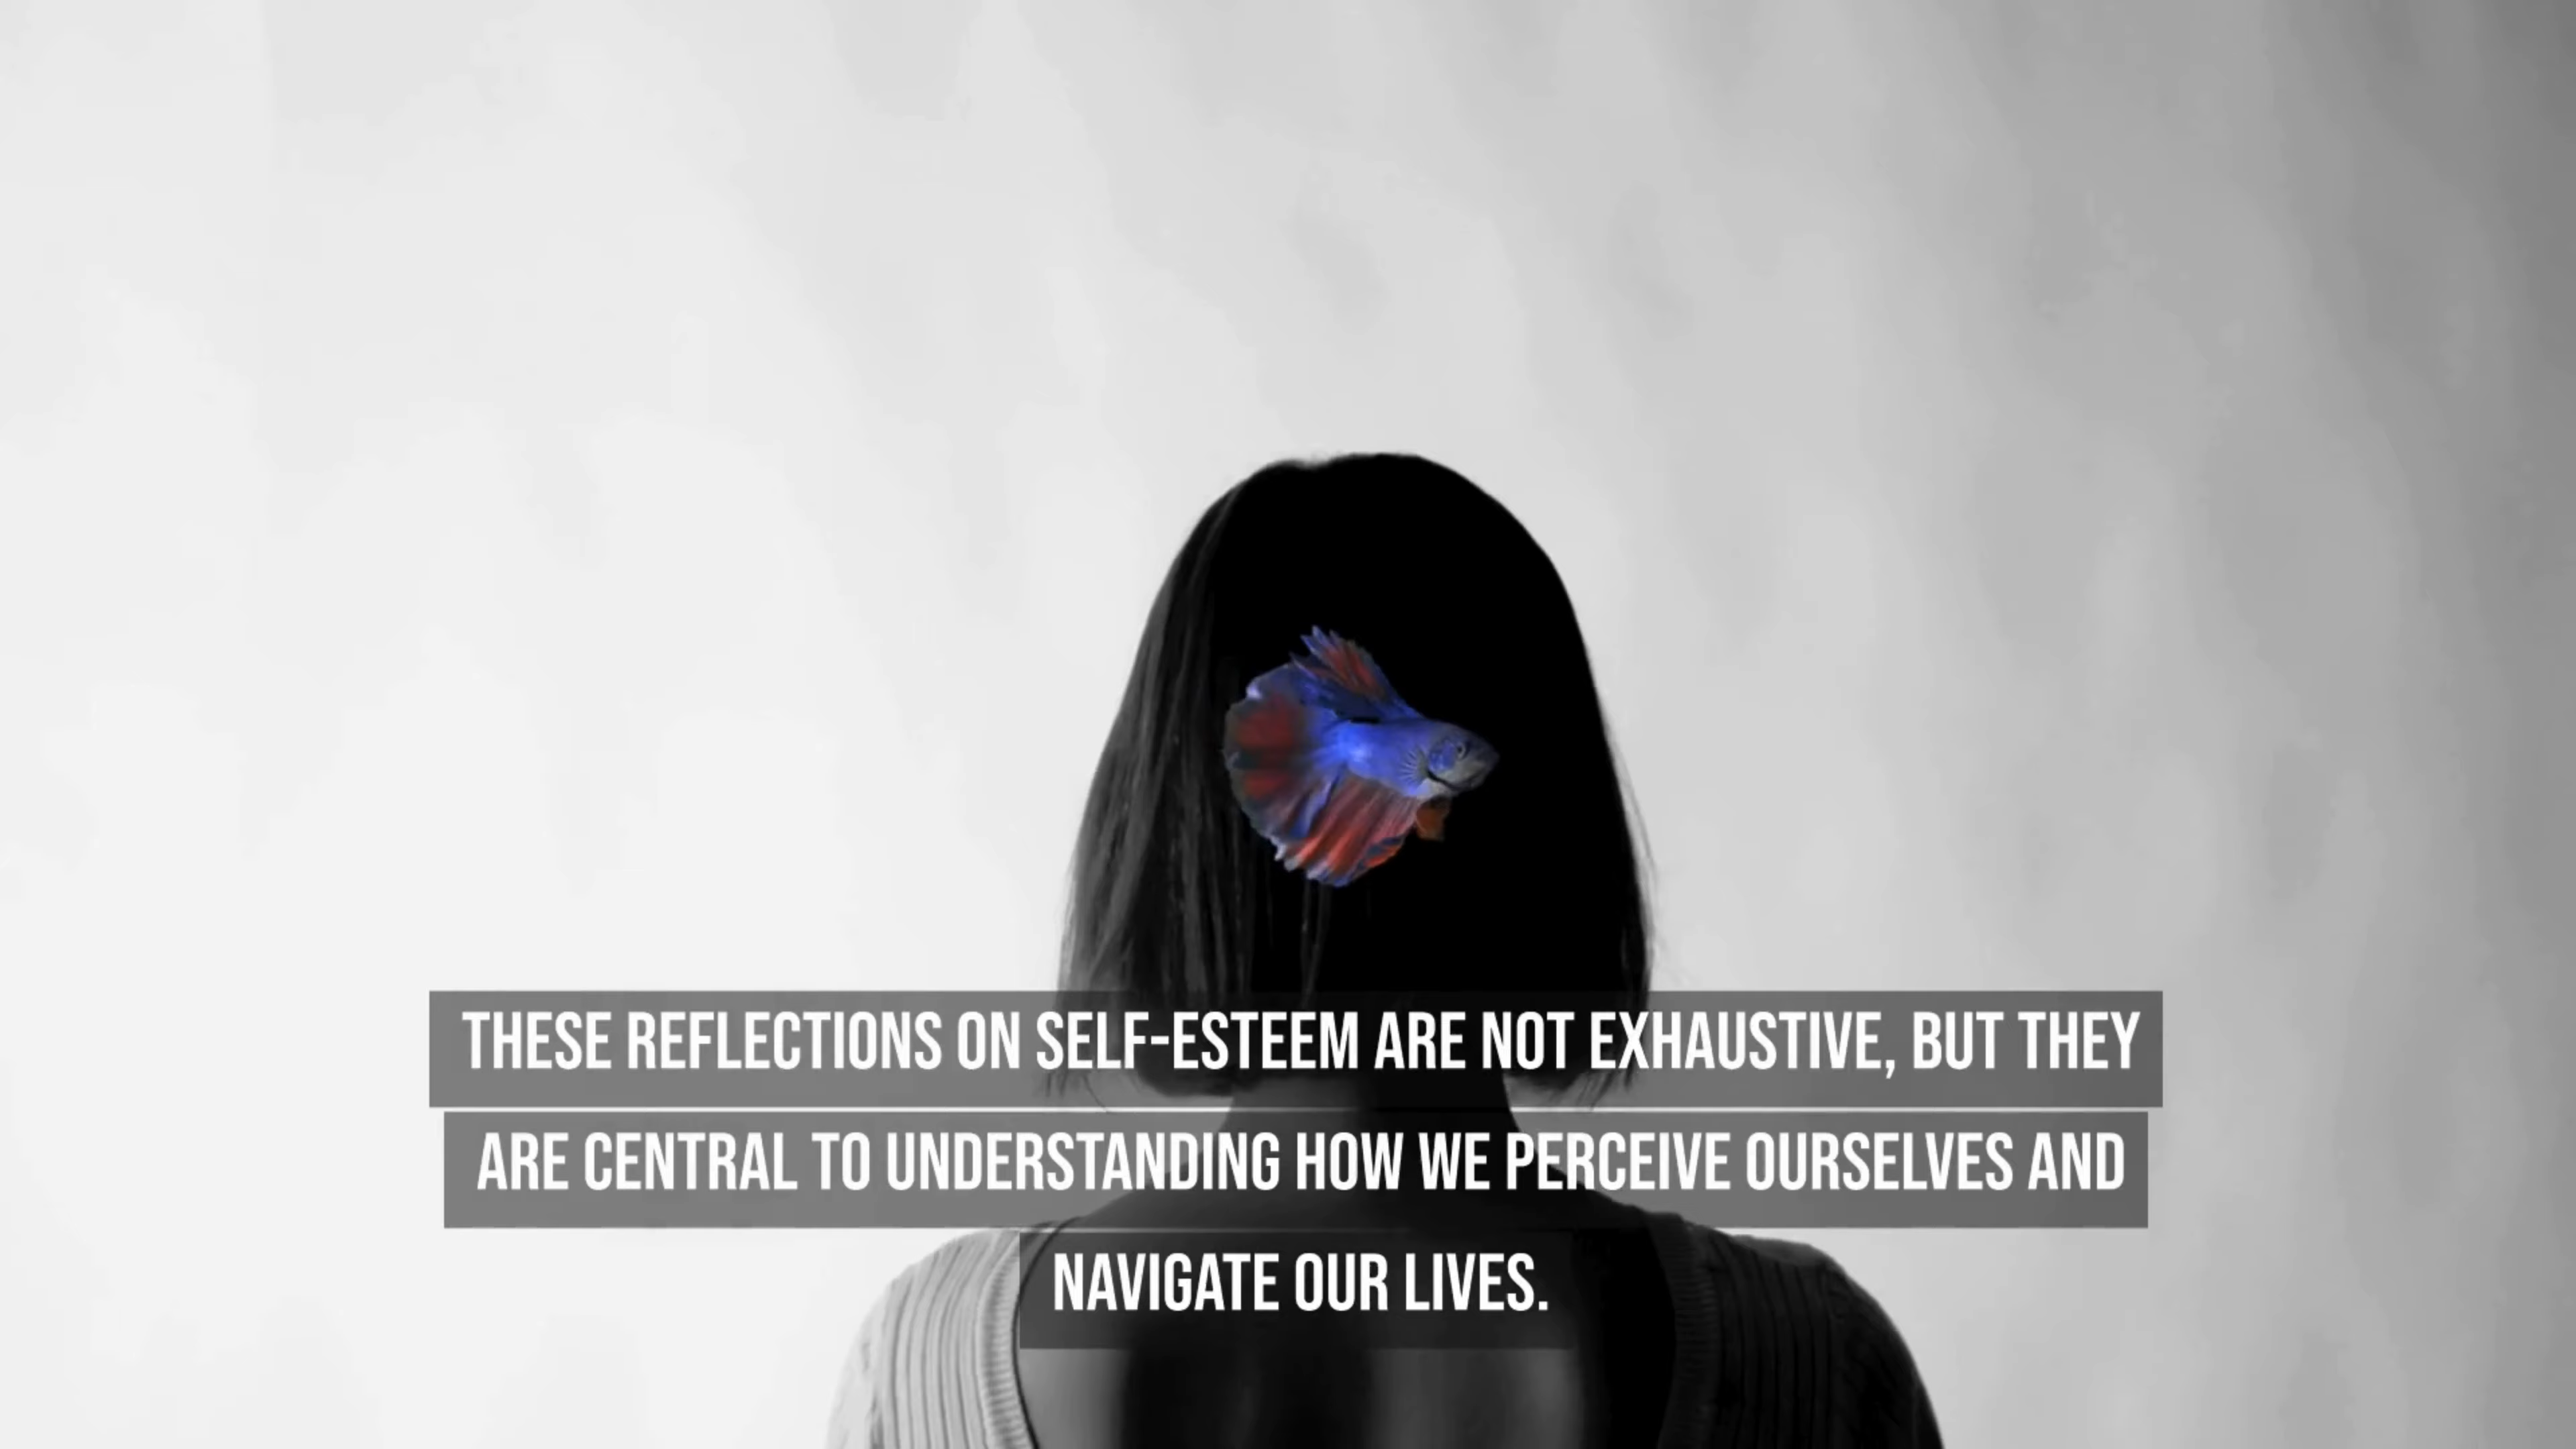 THESE REFLECTIONS ON SELF-ESTEEM ARE NOT EXHAUSTIVE, BUT THEY
ARE CENTRAL TO UNDERSTANDING HOW WE PERCEIVE OURSELVES AND
NAVIGATE OUR LIVES.